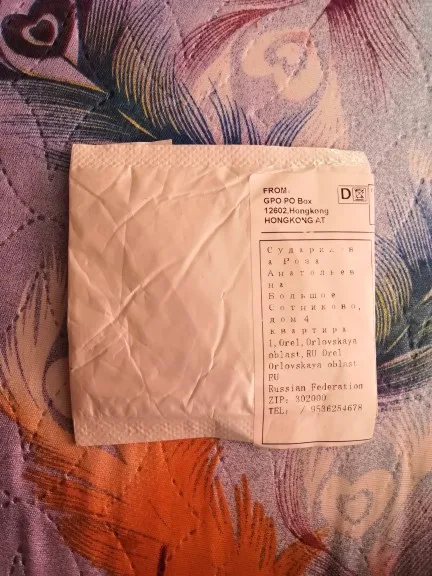 FROM:
GPO PO Box
12602,Hongkong
HONGKONG AT
D
а Роза
Анатольев
на
Большое
Сотниково,
дом 4
квартира
1,Orel,Orlovskaya
oblast,RU Orel
Orlovskaya oblast
RU
Russian Federation
ZIP: 302000
TEL: / 9536254678